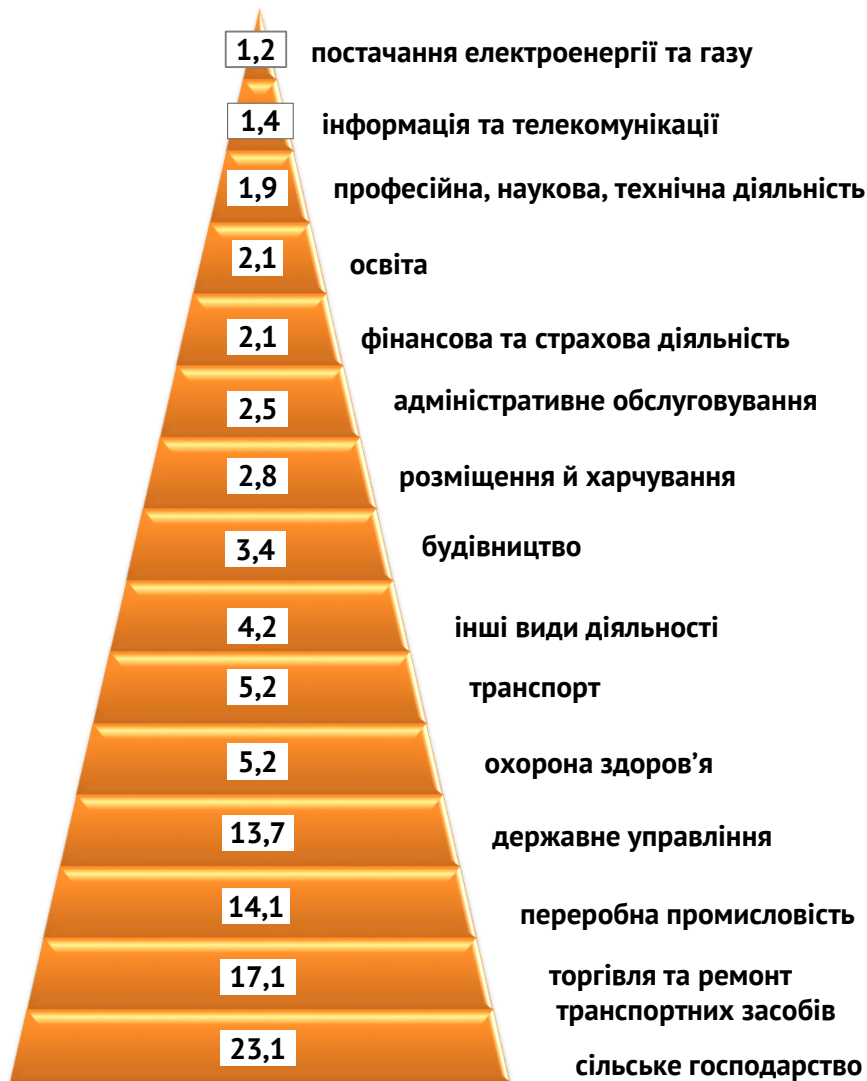 1,2 постачання електроенергії та газу
1,4 інформація та телекомунікації
1,9 професійна, наукова, технічна діяльність
2,1 освіта
2,1 фінансова та страхова діяльність
2,5 адміністративне обслуговування
2,8 розміщення й харчування
3,4 будівництво
4,2 інші види діяльності
5,2 транспорт
5,2 охорона здоров’я
13,7 державне управління
14,1 переробна промисловість
17,1 торгівля та ремонт
транспортних засобів
23,1 сільське господарство